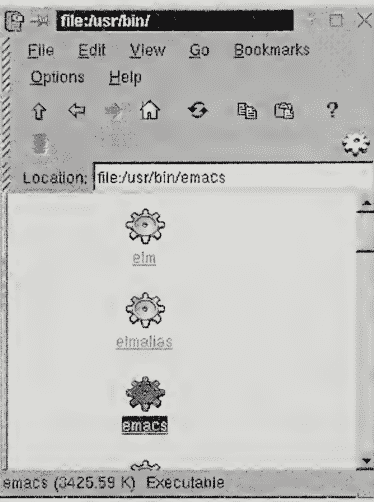 file:/usr/bin/
File Edit View Go Bookmarks
Options Help
?
Location: file:/usr/bin/emacs
elm
elmalias
emacs
emacs (3425.59 K) Executable